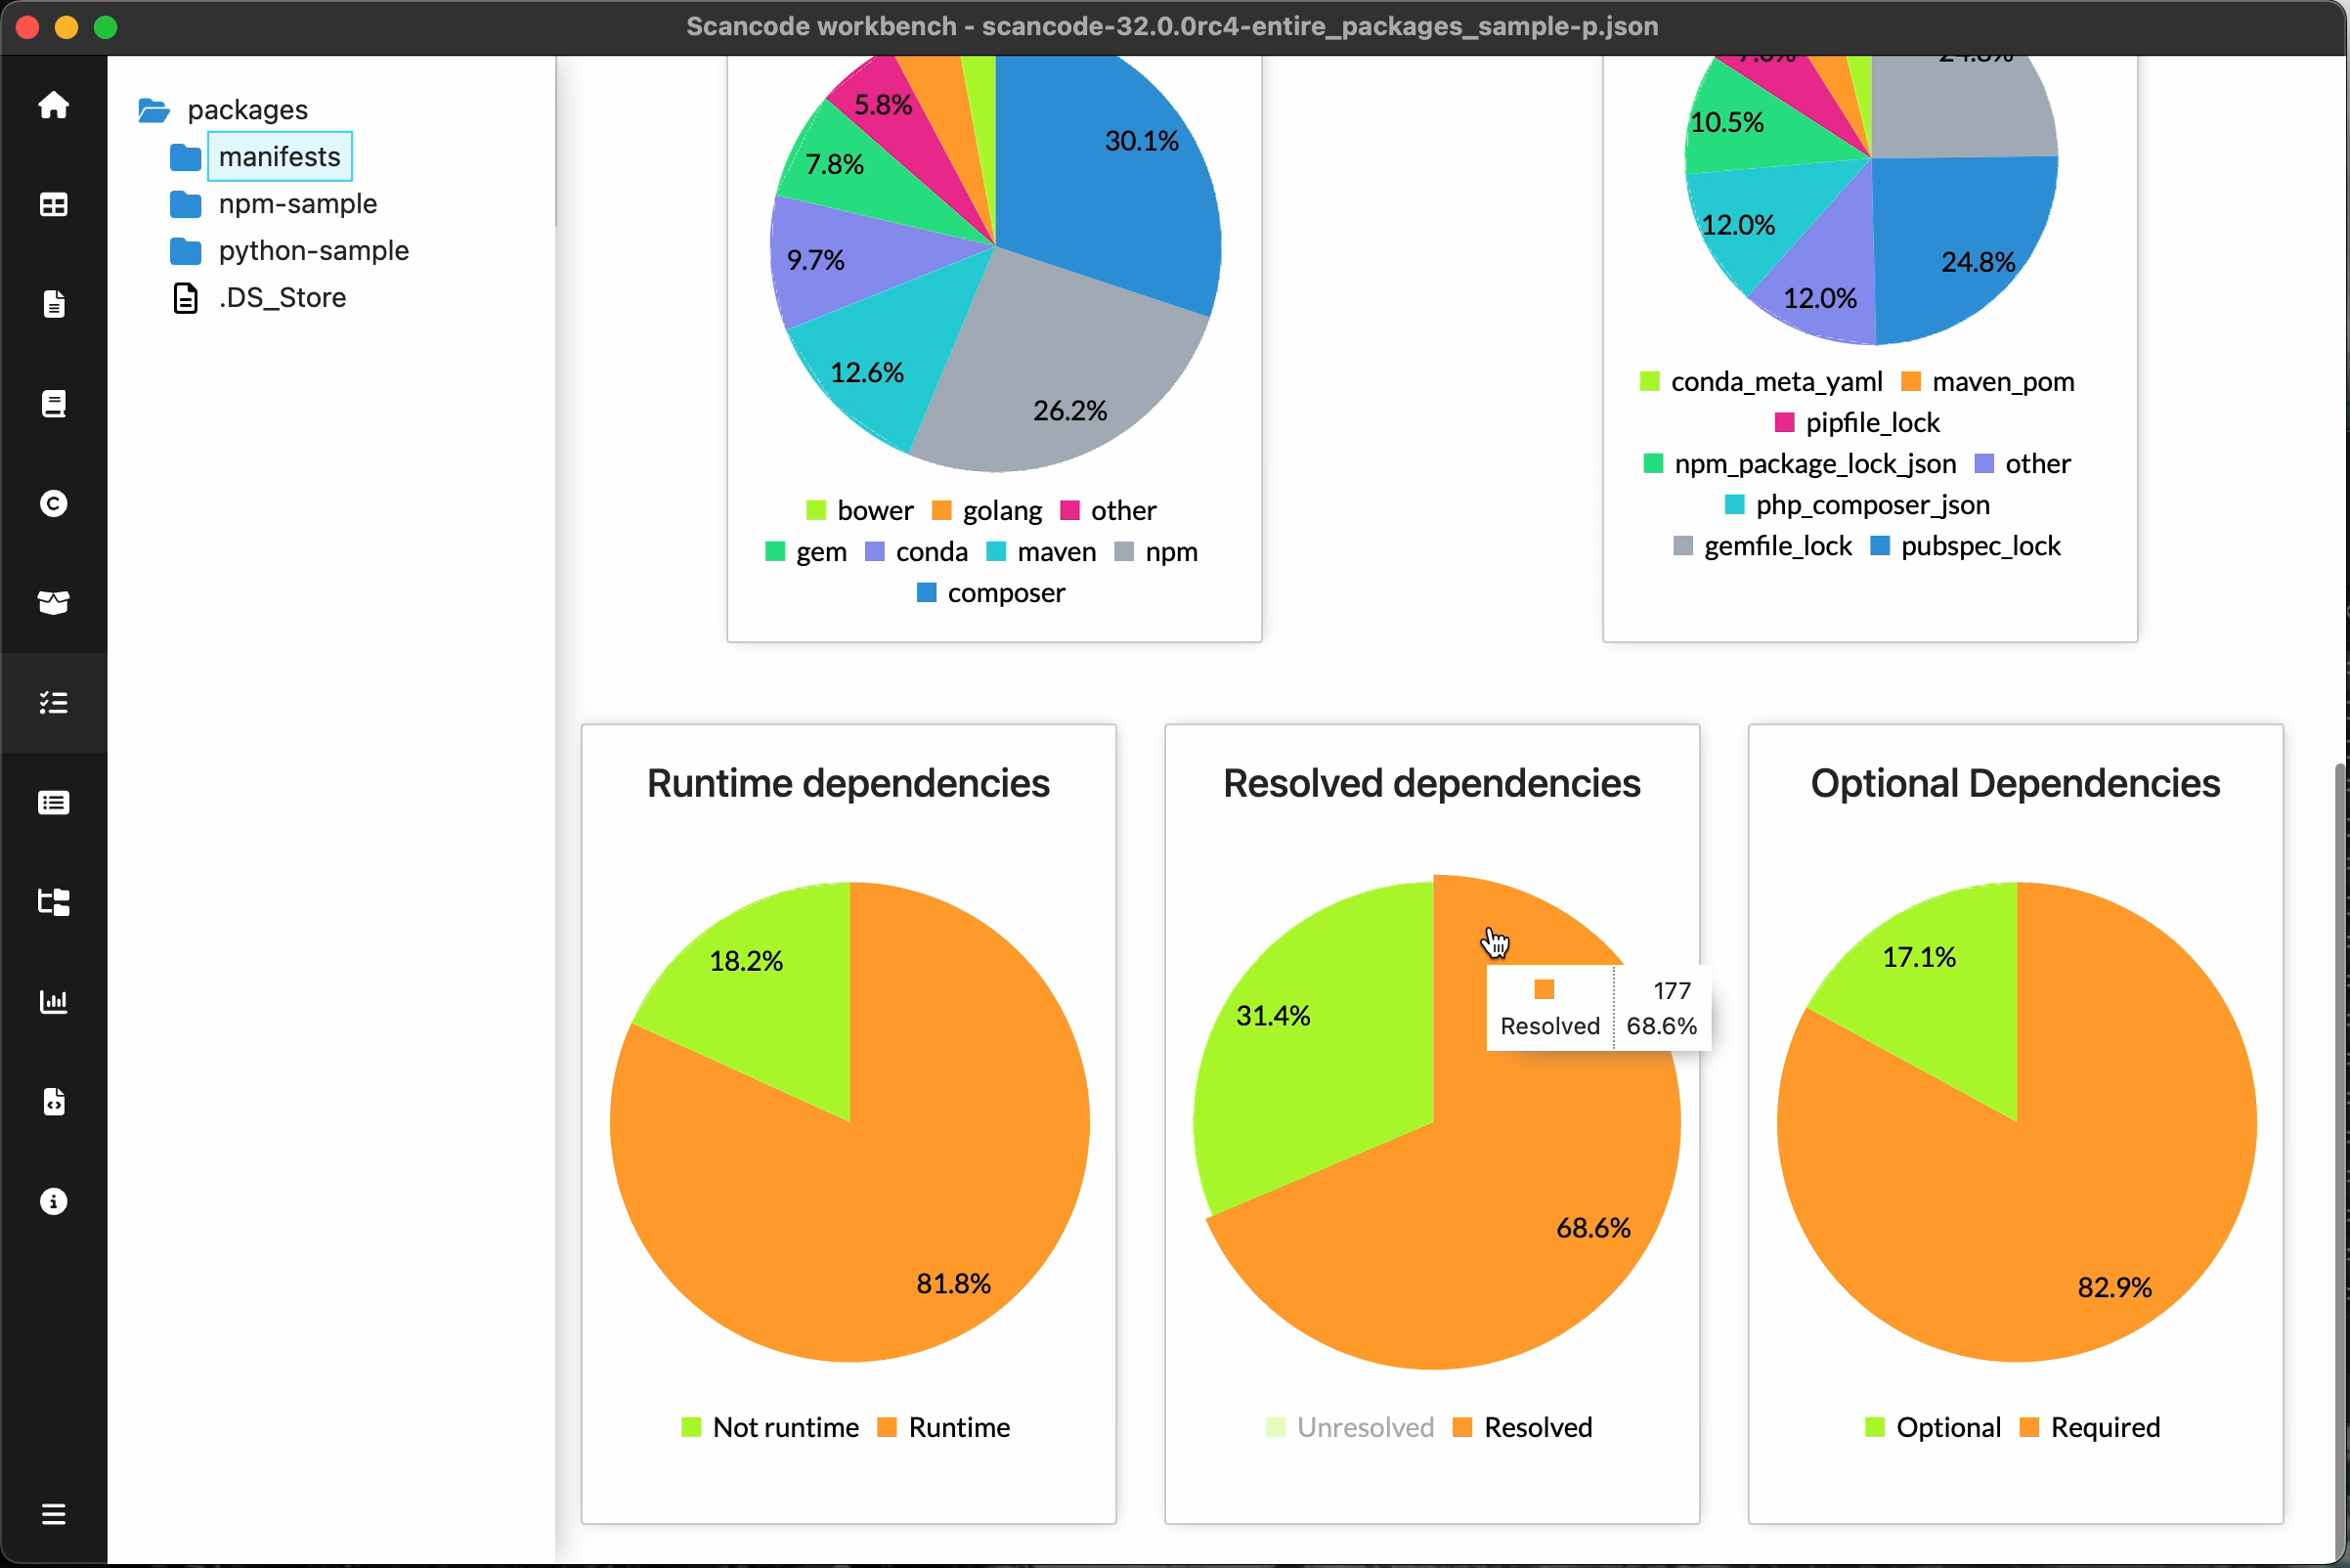 Scancode workbench - scancode-32.0.0rc4-entire_packages_sample-p.json
packages
manifests
npm-sample
python-sample
.DS_Store
5.8%
30.1%
7.8%
9.7%
12.6%
26.2%
bower golang other
gem conda maven npm
composer
7.0%
24.8%
10.5%
12.0%
24.8%
12.0%
conda_meta_yaml maven_pom
pipfile_lock
npm_package_lock_json other
php_composer_json
gemfile_lock pubspec_lock
Runtime dependencies
18.2%
81.8%
Not runtime Runtime
Resolved dependencies
31.4%
177
Resolved 68.6%
68.6%
Unresolved Resolved
Optional Dependencies
17.1%
82.9%
Optional Required